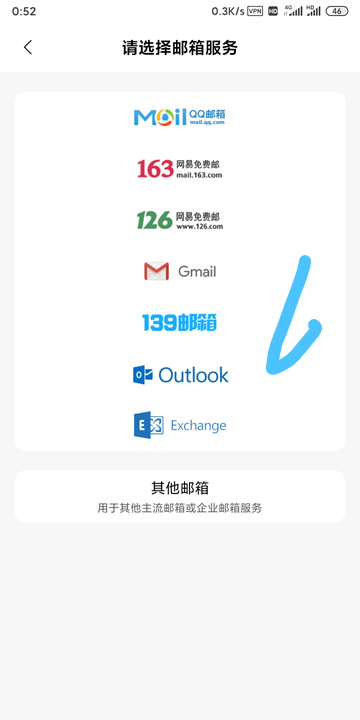 0:52 0.3K/s VPN HD 4G HD 46
请选择邮箱服务
Mail QQ邮箱
mail.qq.com
163 网易免费邮
mail.163.com
126 网易免费邮
www.126.com
Gmail
139邮箱
Outlook
Exchange
其他邮箱
用于其他主流邮箱或企业邮箱服务